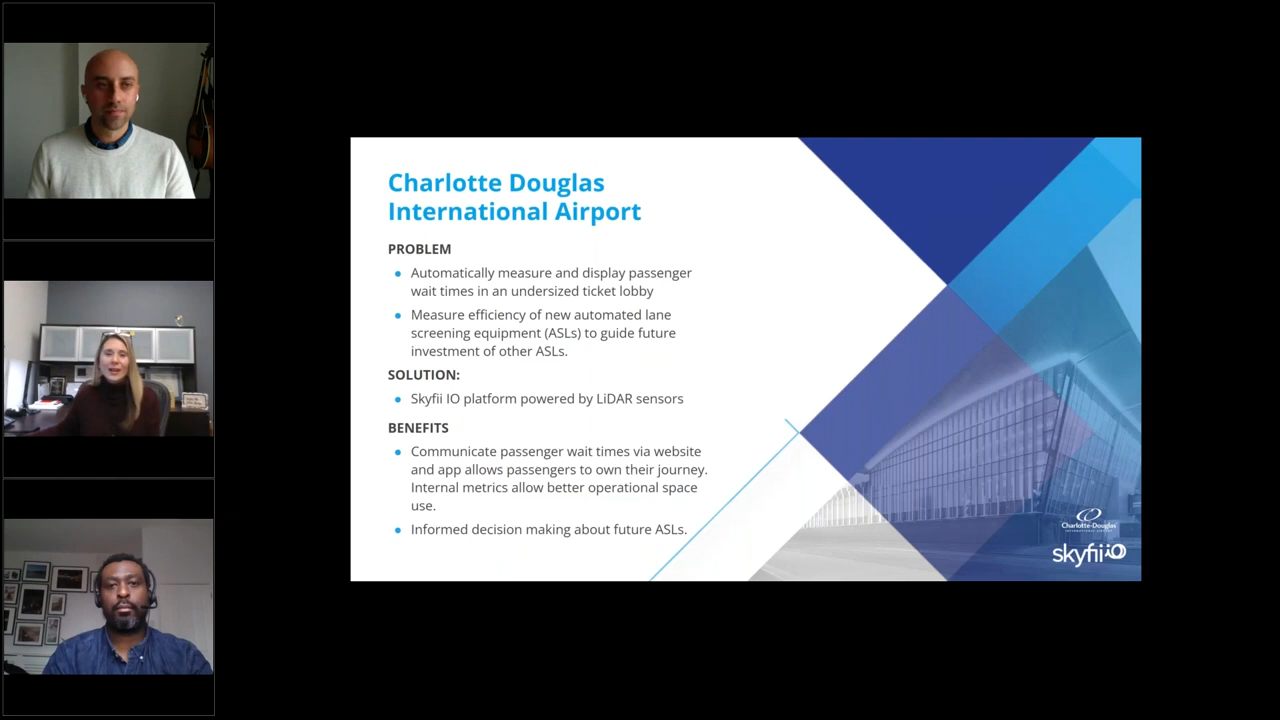 Charlotte Douglas
International Airport
PROBLEM
Automatically measure and display passenger
wait times in an undersized ticket lobby
Measure efficiency of new automated lane
screening equipment (ASLs) to guide future
investment of other ASLs.
SOLUTION:
Skyfii IO platform powered by LiDAR sensors
BENEFITS
Communicate passenger wait times via website
and app allows passengers to own their journey.
Internal metrics allow better operational space
use.
Informed decision making about future ASLs.
Charlotte-Douglas
INTERNATIONAL AIRPORT
skyfii iO